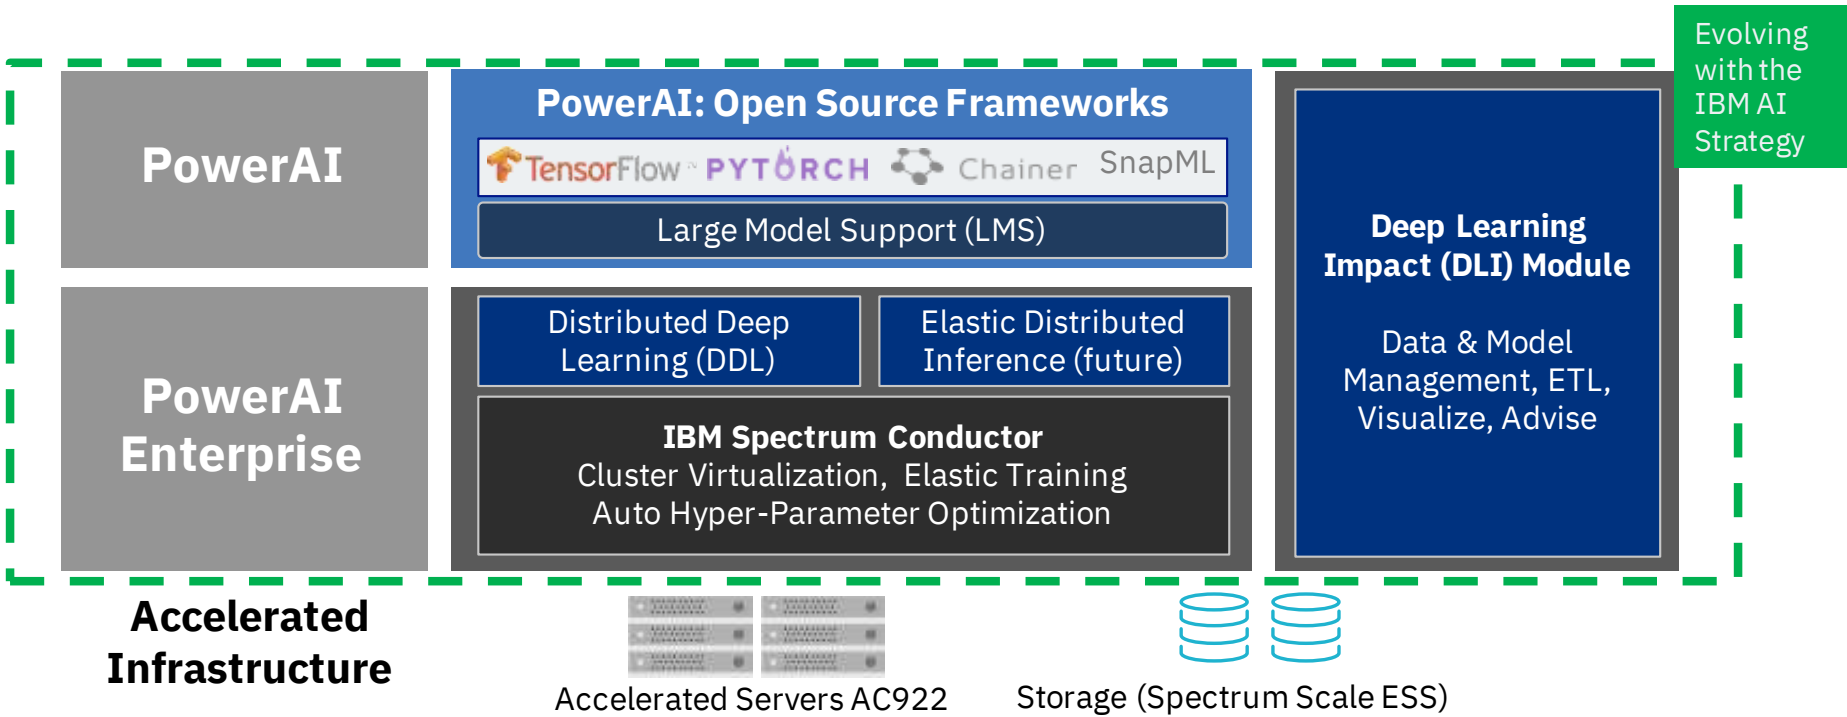 Evolving
with the
IBM AI
Strategy
PowerAI
PowerAI: Open Source Frameworks
TensorFlow™ PYTORCH Chainer SnapML
Large Model Support (LMS)
PowerAI
Enterprise
Distributed Deep
Learning (DDL)
Elastic Distributed
Inference (future)
IBM Spectrum Conductor
Cluster Virtualization, Elastic Training
Auto Hyper-Parameter Optimization
Deep Learning
Impact (DLI) Module
Data & Model
Management, ETL,
Visualize, Advise
Accelerated
Infrastructure
Accelerated Servers AC922
Storage (Spectrum Scale ESS)